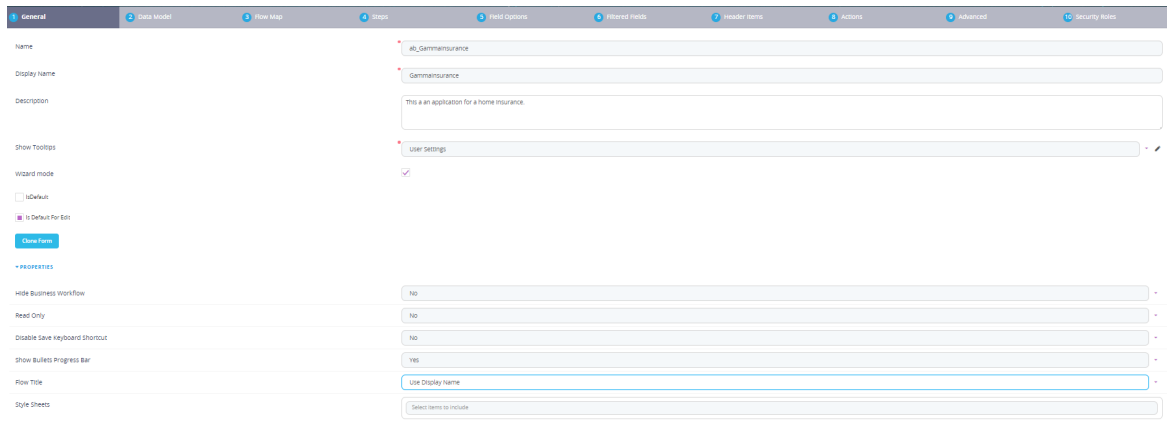 1 General 2 Data Model 3 Flow Map 4 Steps 5 Field Options 6 Filtered Fields 7 Header Items 8 Actions 9 Advanced 10 Security Roles
Name * ab_GammaInsurance
Display Name * GammaInsurance
Description This a an application for a home insurance.
Show Tooltips * User Settings
Wizard mode
IsDefault
Is Default For Edit
Clone Form
PROPERTIES
Hide Business Workflow No
Read Only No
Disable Save Keyboard Shortcut No
Show Bullets Progress Bar Yes
Flow Title Use Display Name
Style Sheets Select items to include